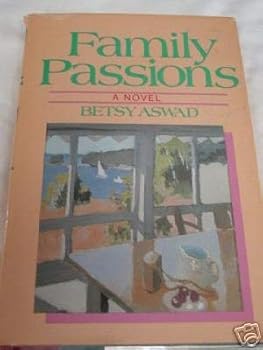 Family
Passions
A NOVEL
BETSY ASWAD